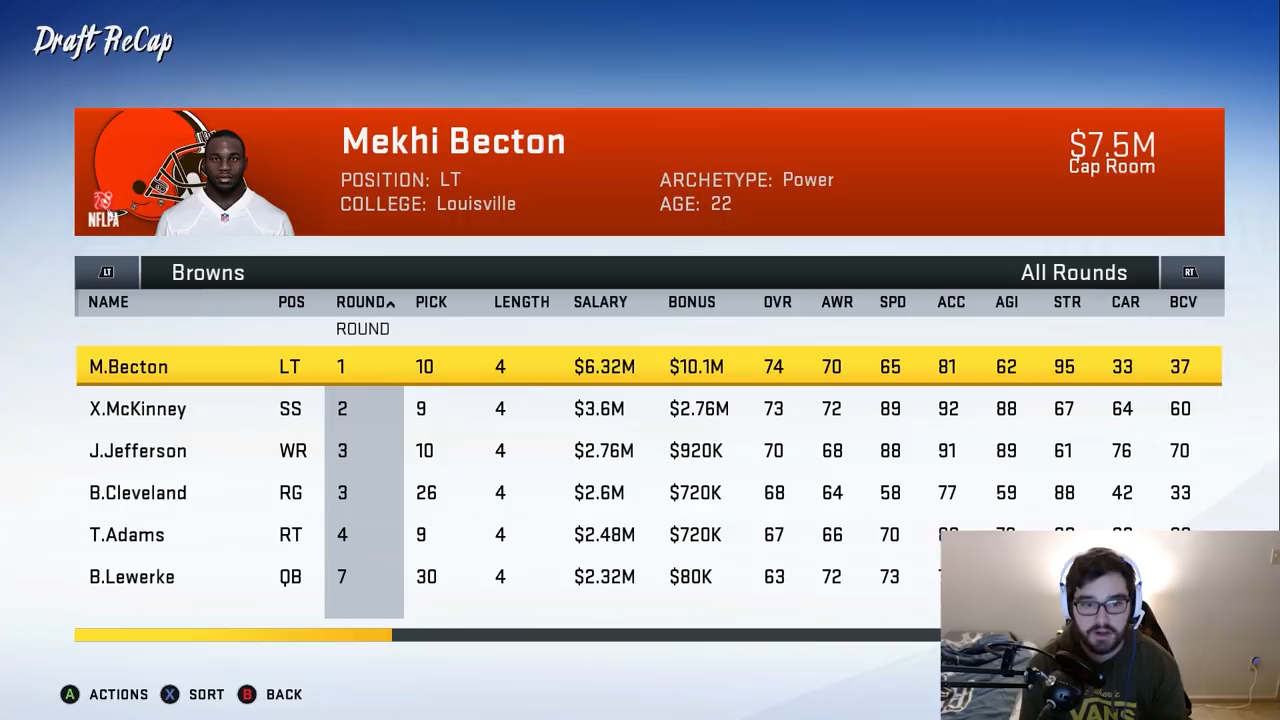 Draft ReCap
Mekhi Becton
POSITION: LT
ARCHETYPE: Power
COLLEGE: Louisville
AGE: 22
$7.5M
Cap Room
NFLPA
LT Browns All Rounds RT
NAME POS ROUND PICK LENGTH SALARY BONUS OVR AWR SPD ACC AGI STR CAR BCV
ROUND
M.Becton LT 1 10 4 $6.32M $10.1M 74 70 65 81 62 95 33 37
X.McKinney SS 2 9 4 $3.6M $2.76M 73 72 89 92 88 67 64 60
J.Jefferson WR 3 10 4 $2.76M $920K 70 68 88 91 89 61 76 70
B.Cleveland RG 3 26 4 $2.6M $720K 68 64 58 77 59 88 42 33
T.Adams RT 4 9 4 $2.48M $720K 67 66 70
B.Lewerke QB 7 30 4 $2.32M $80K 63 72 73
A ACTIONS X SORT B BACK
VANS